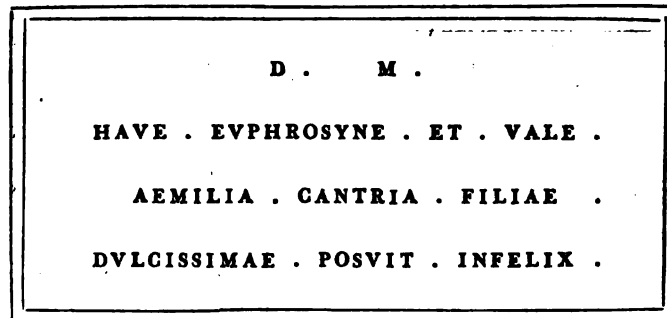 D . M .
HAVE . EVPHROSYNE . ET . VALE .
AEMILIA . CANTRIA . FILIAE .
DVLCISSIMAE . POSVIT . INFELIX .